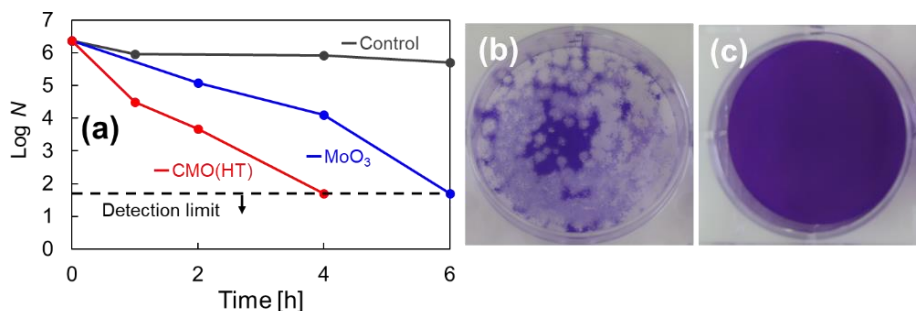 7
6
5
4
3
2
1
0
Log N
(a)
Control
MoO3
CMO(HT)
Detection limit
0
2
4
6
Time [h]
(b)
(c)